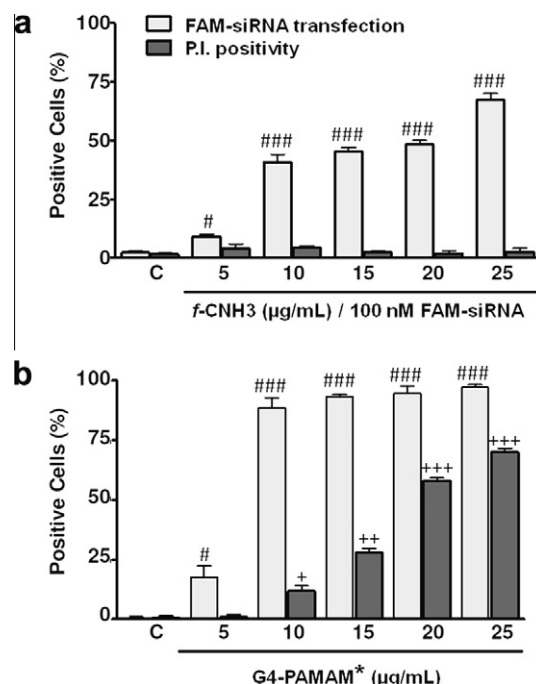 a
100
75
50
25
0
Positive Cells (%)
FAM-siRNA transfection
P.I. positivity
#
###
###
###
###
C 5 10 15 20 25
f-CNH3 (µg/mL) / 100 nM FAM-siRNA
b
100
75
50
25
0
Positive Cells (%)
#
###
###
###
###
+
++
+++
+++
C 5 10 15 20 25
G4-PAMAM* (µg/mL)